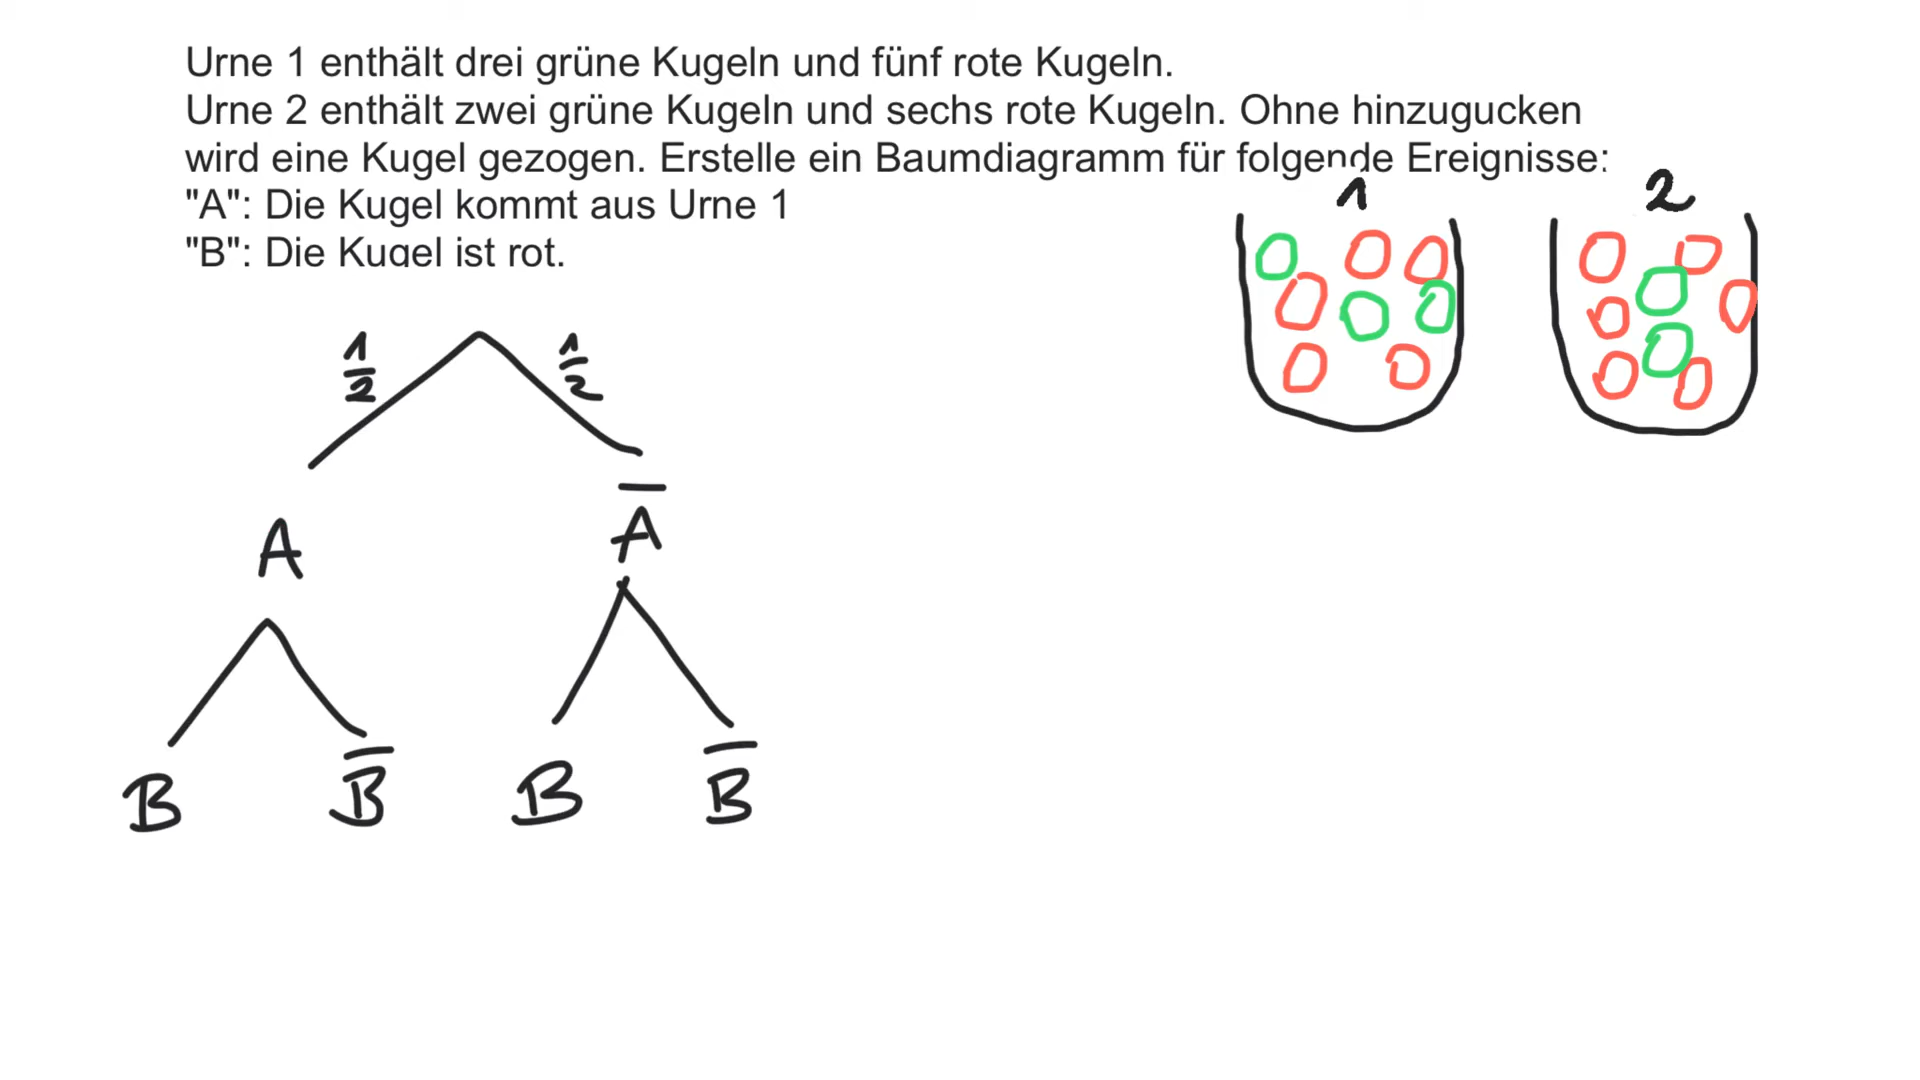 Urne 1 enthält drei grüne Kugeln und fünf rote Kugeln.
Urne 2 enthält zwei grüne Kugeln und sechs rote Kugeln. Ohne hinzugucken
wird eine Kugel gezogen. Erstelle ein Baumdiagramm für folgende Ereignisse:
"A": Die Kugel kommt aus Urne 1
"B": Die Kugel ist rot.
1 2
1/2 1/2
A A̅
B B̅ B B̅